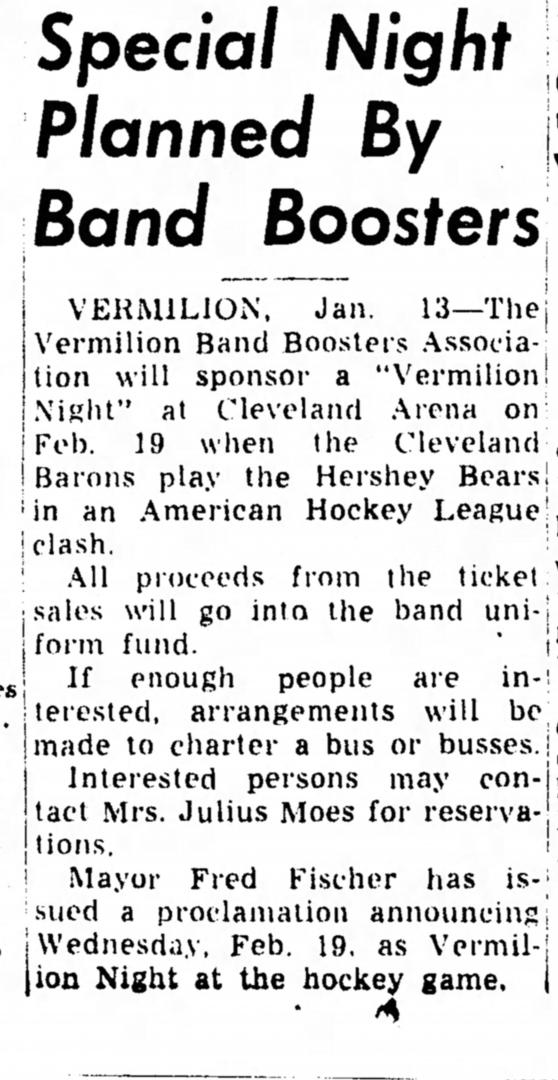 Special Night
Planned By
Band Boosters
VERMILION, Jan. 13—The
Vermilion Band Boosters Associa-
tion will sponsor a "Vermilion
Night" at Cleveland Arena on
Feb. 19 when the Cleveland
Barons play the Hershey Bears
in an American Hockey League
clash.
All proceeds from the ticket
sales will go into the band uni-
form fund.
If enough people are in-
terested, arrangements will be
made to charter a bus or busses.
Interested persons may con-
tact Mrs. Julius Moes for reserva-
tions.
Mayor Fred Fischer has is-
sued a proclamation announcing
Wednesday, Feb. 19, as Vermil-
ion Night at the hockey game.